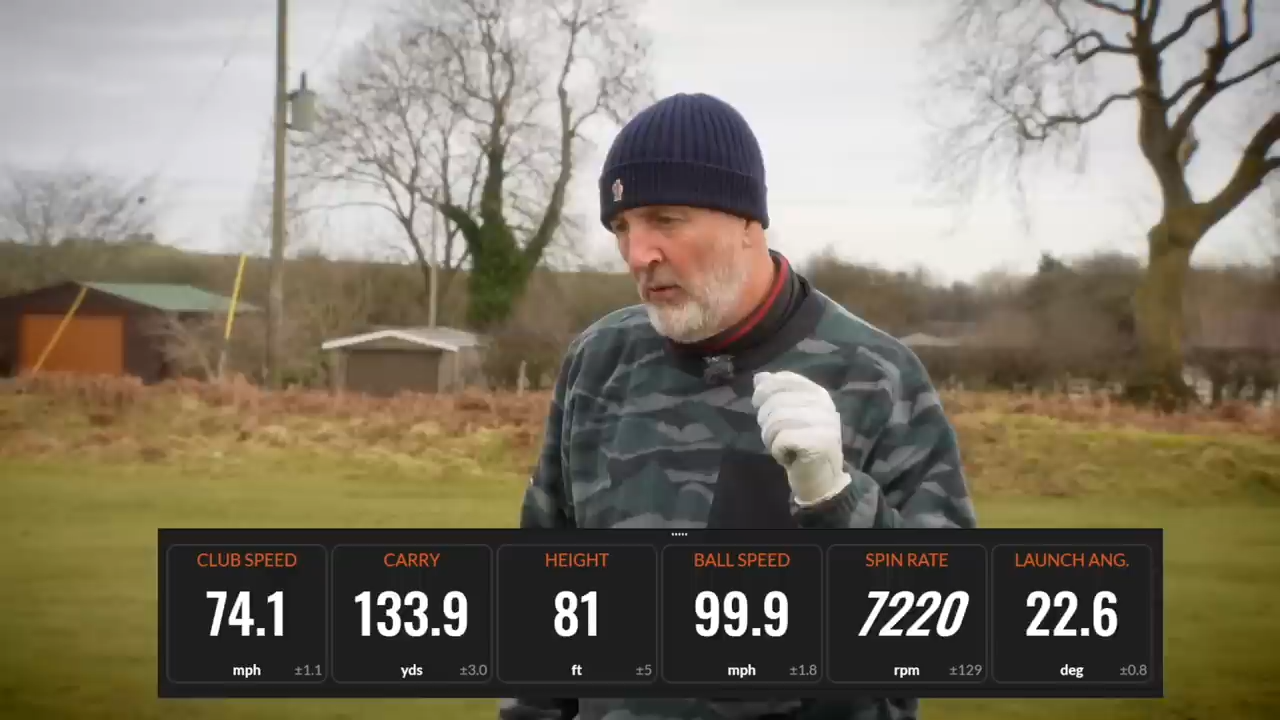 CLUB SPEED CARRY HEIGHT BALL SPEED SPIN RATE LAUNCH ANG.
74.1 133.9 81 99.9 7220 22.6
mph ±1.1 yds ±3.0 ft ±5 mph ±1.8 rpm ±129 deg ±0.8